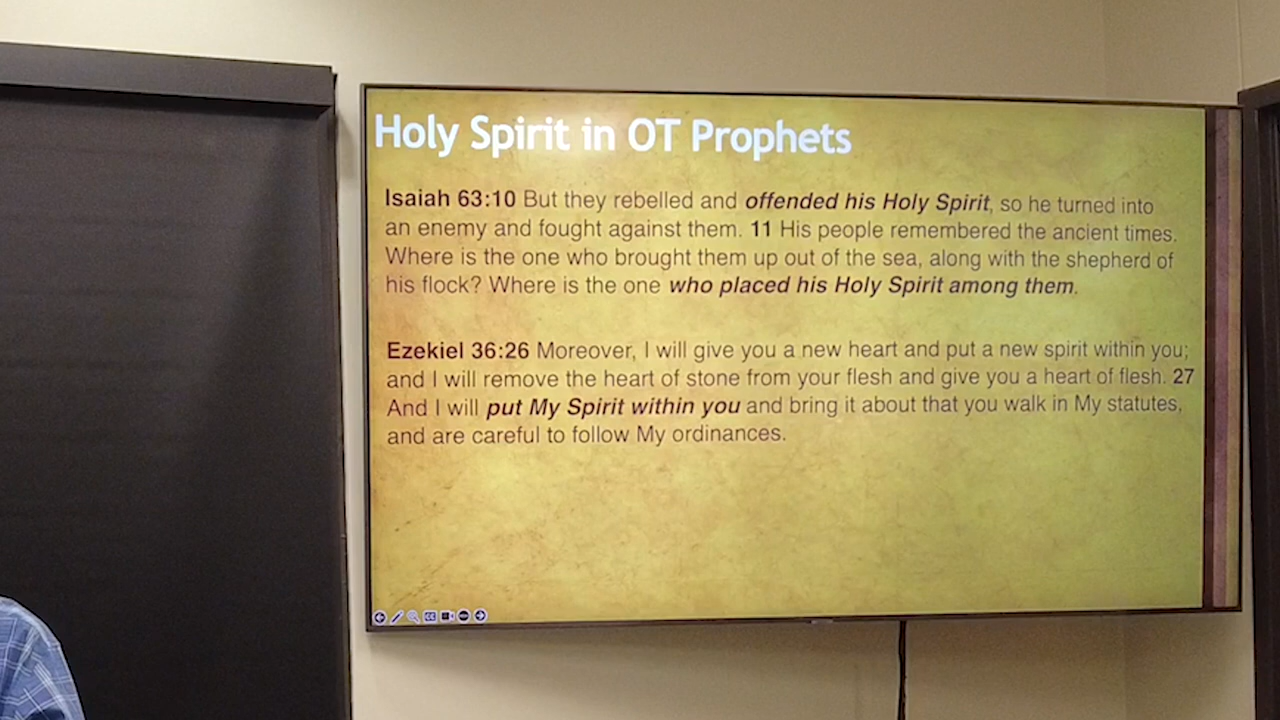 Holy Spirit in OT Prophets
Isaiah 63:10 But they rebelled and offended his Holy Spirit, so he turned into
an enemy and fought against them. 11 His people remembered the ancient times.
Where is the one who brought them up out of the sea, along with the shepherd of
his flock? Where is the one who placed his Holy Spirit among them.
Ezekiel 36:26 Moreover, I will give you a new heart and put a new spirit within you;
and I will remove the heart of stone from your flesh and give you a heart of flesh. 27
And I will put My Spirit within you and bring it about that you walk in My statutes,
and are careful to follow My ordinances.